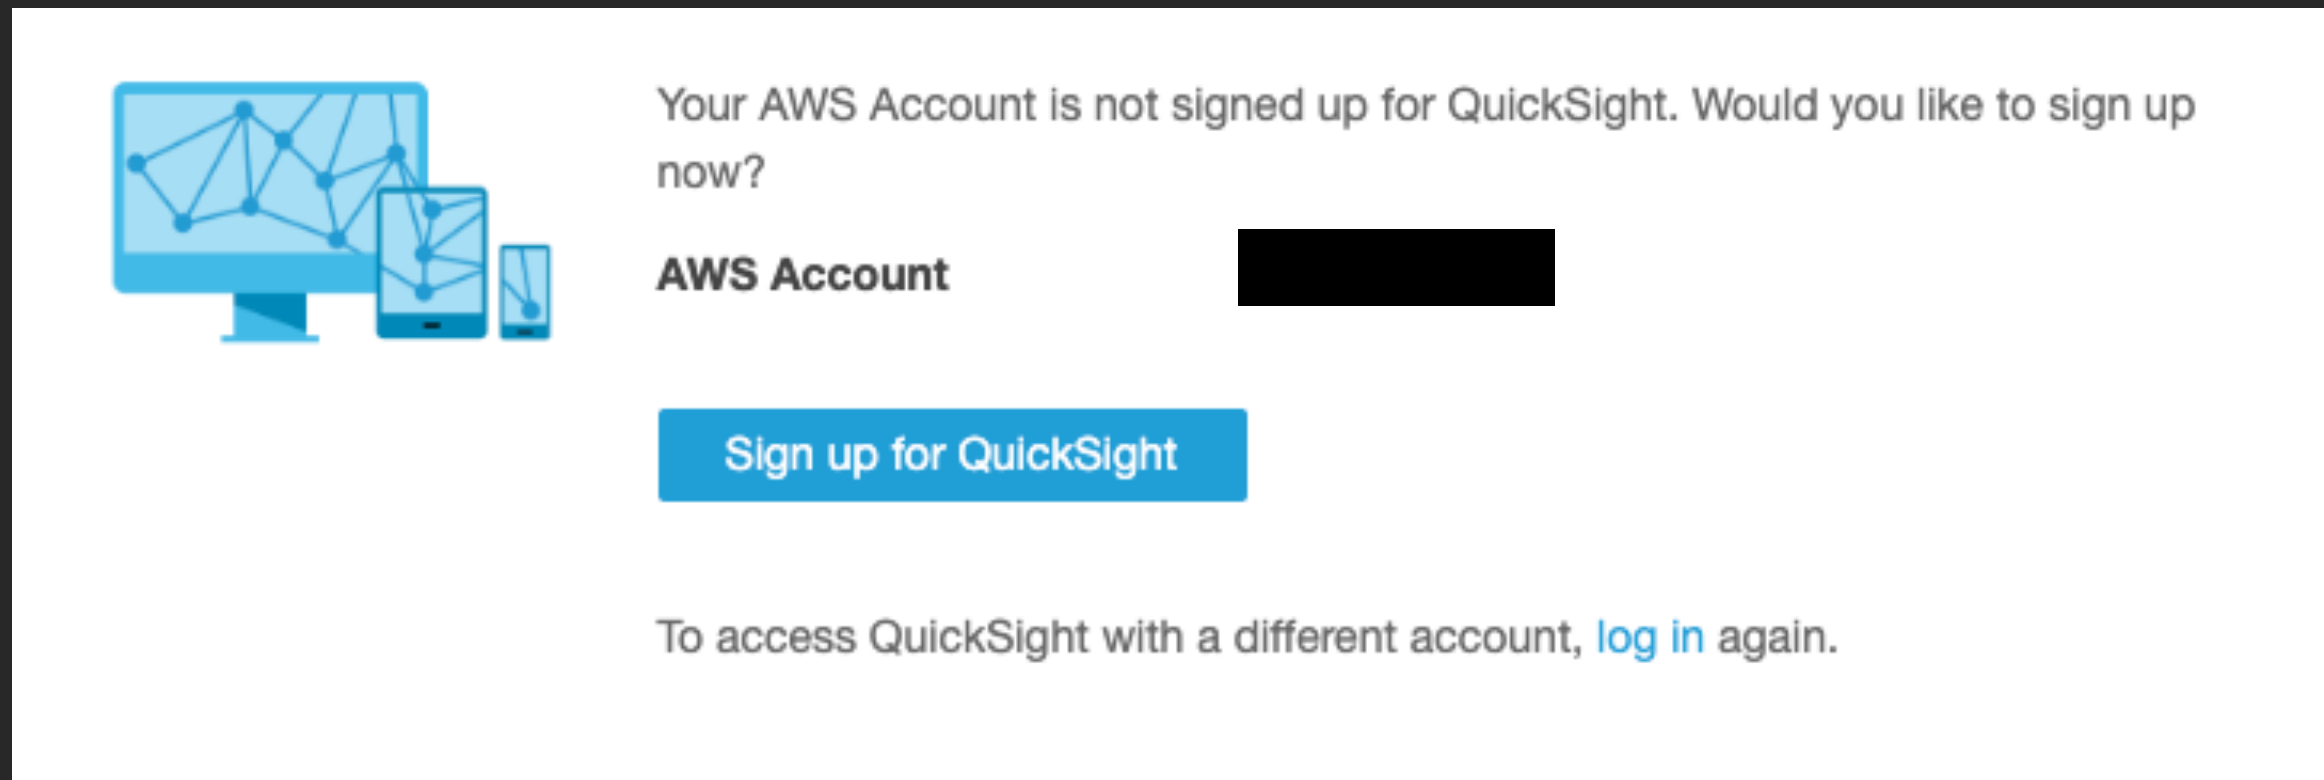 Your AWS Account is not signed up for QuickSight. Would you like to sign up
now?
AWS Account
Sign up for QuickSight
To access QuickSight with a different account, log in again.